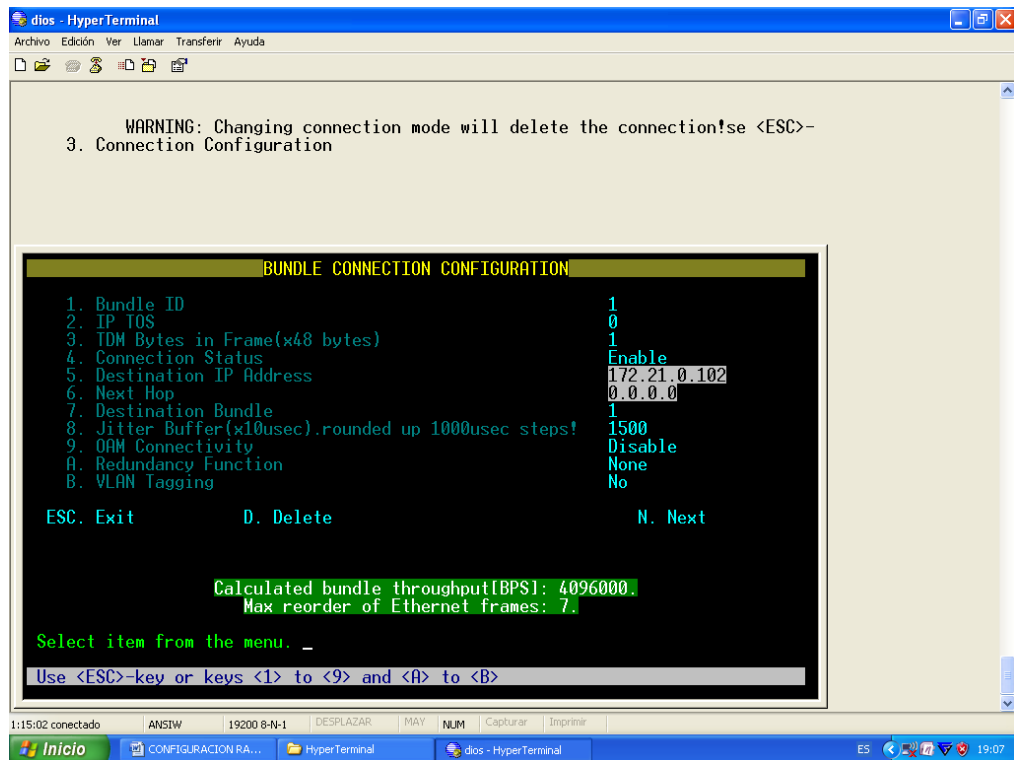 dios - HyperTerminal
Archivo Edición Ver Llamar Transferir Ayuda
WARNING: Changing connection mode will delete the connection!se <ESC>-
3. Connection Configuration
BUNDLE CONNECTION CONFIGURATION
1. Bundle ID 1
2. IP TOS 0
3. TDM Bytes in Frame(x48 bytes) 1
4. Connection Status Enable
5. Destination IP Address 172.21.0.102
6. Next Hop 0.0.0.0
7. Destination Bundle 1
8. Jitter Buffer(x10usec).rounded up 1000usec steps! 1500
9. OAM Connectivity Disable
A. Redundancy Function None
B. VLAN Tagging No
ESC. Exit D. Delete N. Next
Calculated bundle throughput[BPS]: 4096000.
Max reorder of Ethernet frames: 7.
Select item from the menu. _
Use <ESC>-key or keys <1> to <9> and <A> to <B>
1:15:02 conectado ANSIW 19200 8-N-1 DESPLAZAR MAY NUM Capturar Imprimir
Inicio CONFIGURACION RA... HyperTerminal dios - HyperTerminal ES 19:07